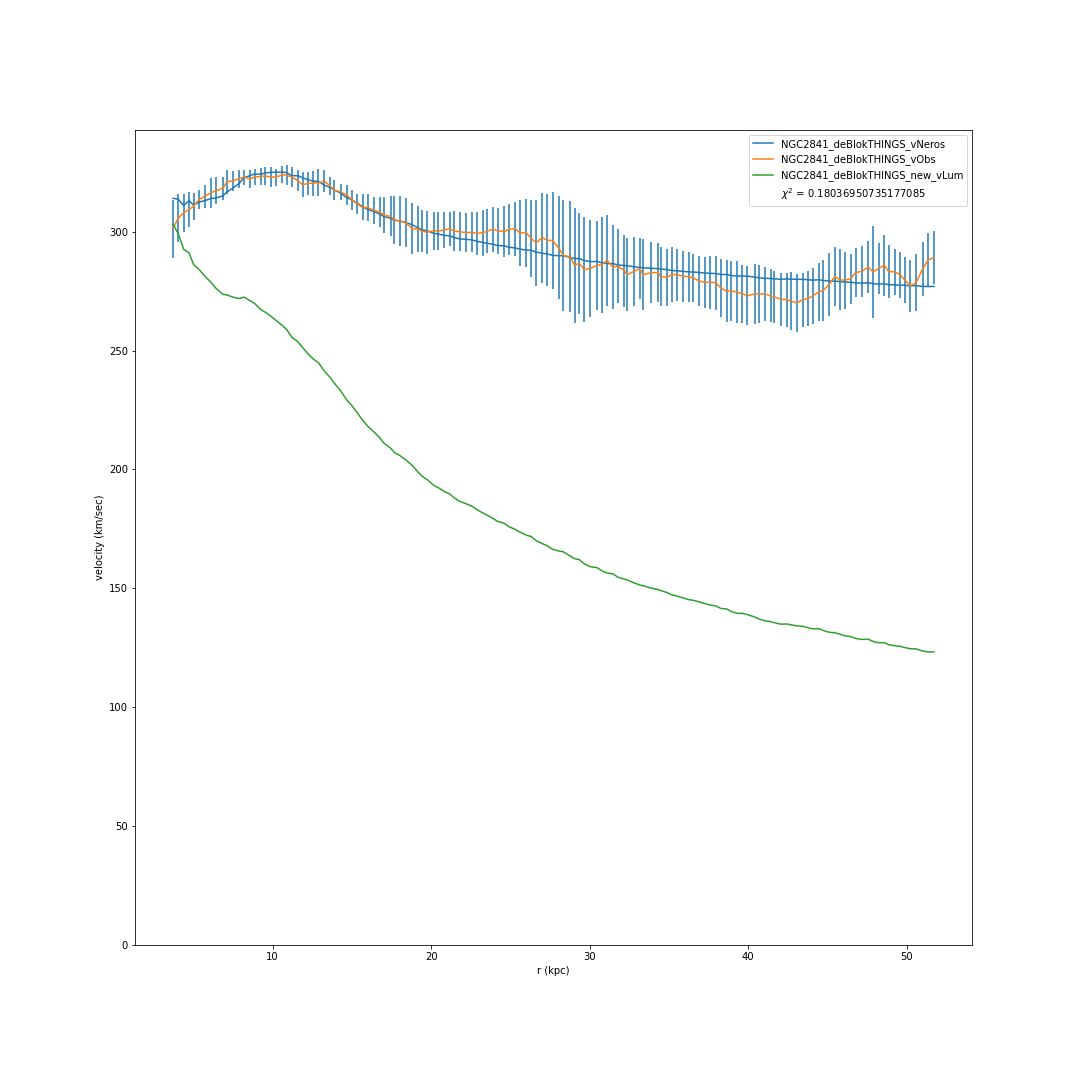 NGC2841_deBlokTHINGS_vNeros
NGC2841_deBlokTHINGS_vObs
NGC2841_deBlokTHINGS_new_vLum
χ² = 0.18036950735177085
300
250
200
150
100
50
0
velocity (km/sec)
10 20 30 40 50
r (kpc)